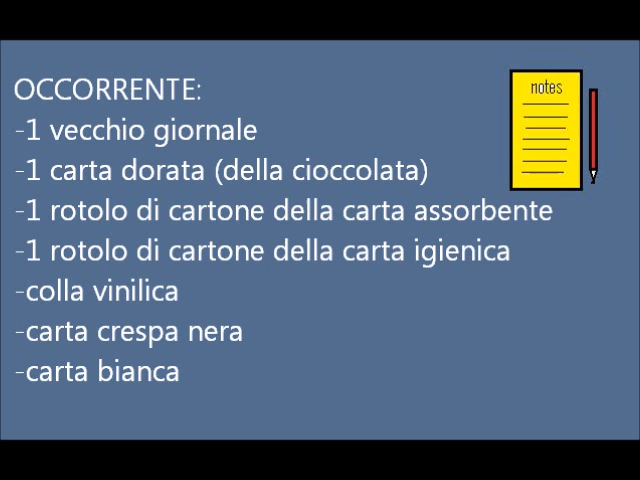 OCCORRENTE:
-1 vecchio giornale
-1 carta dorata (della cioccolata)
-1 rotolo di cartone della carta assorbente
-1 rotolo di cartone della carta igienica
-colla vinilica
-carta crespa nera
-carta bianca
notes